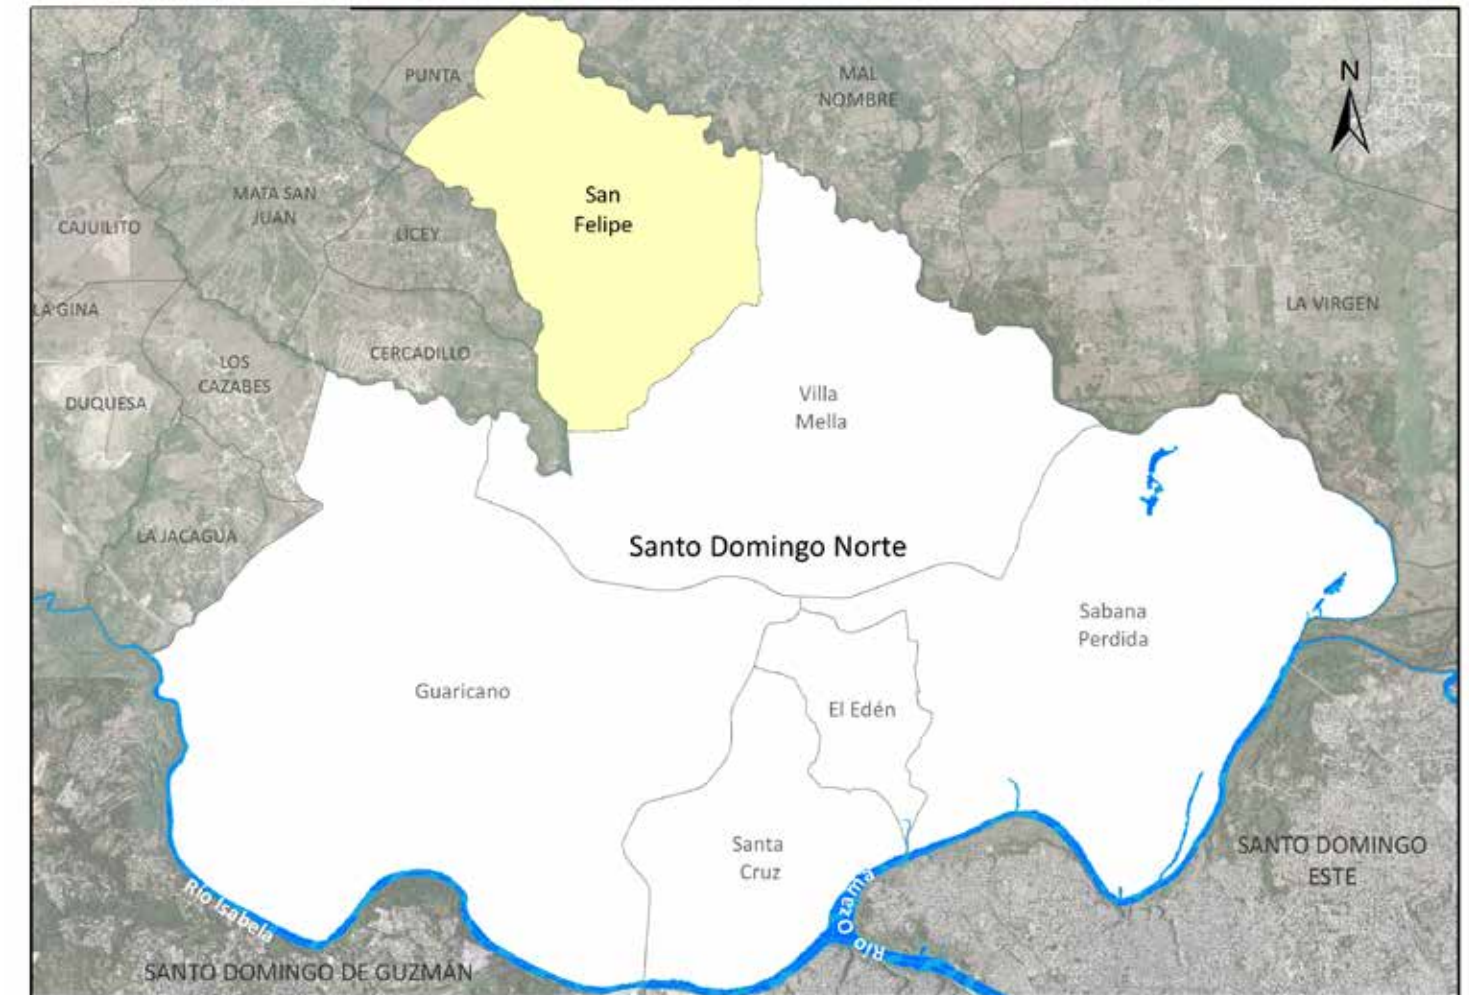 PUNTA
MAL
NOMBRE
N
San
Felipe
MATA SAN
JUAN
CAJUILITO
LICEY
LA GINA
LA VIRGEN
CERCADILLO
LOS
CAZABES
DUQUESA
Villa
Mella
LA JACAGUA
Santo Domingo Norte
Sabana
Perdida
Guaricano
El Edén
Santa
Cruz
SANTO DOMINGO
ESTE
Río Isabela
Río Ozama
SANTO DOMINGO DE GUZMÁN